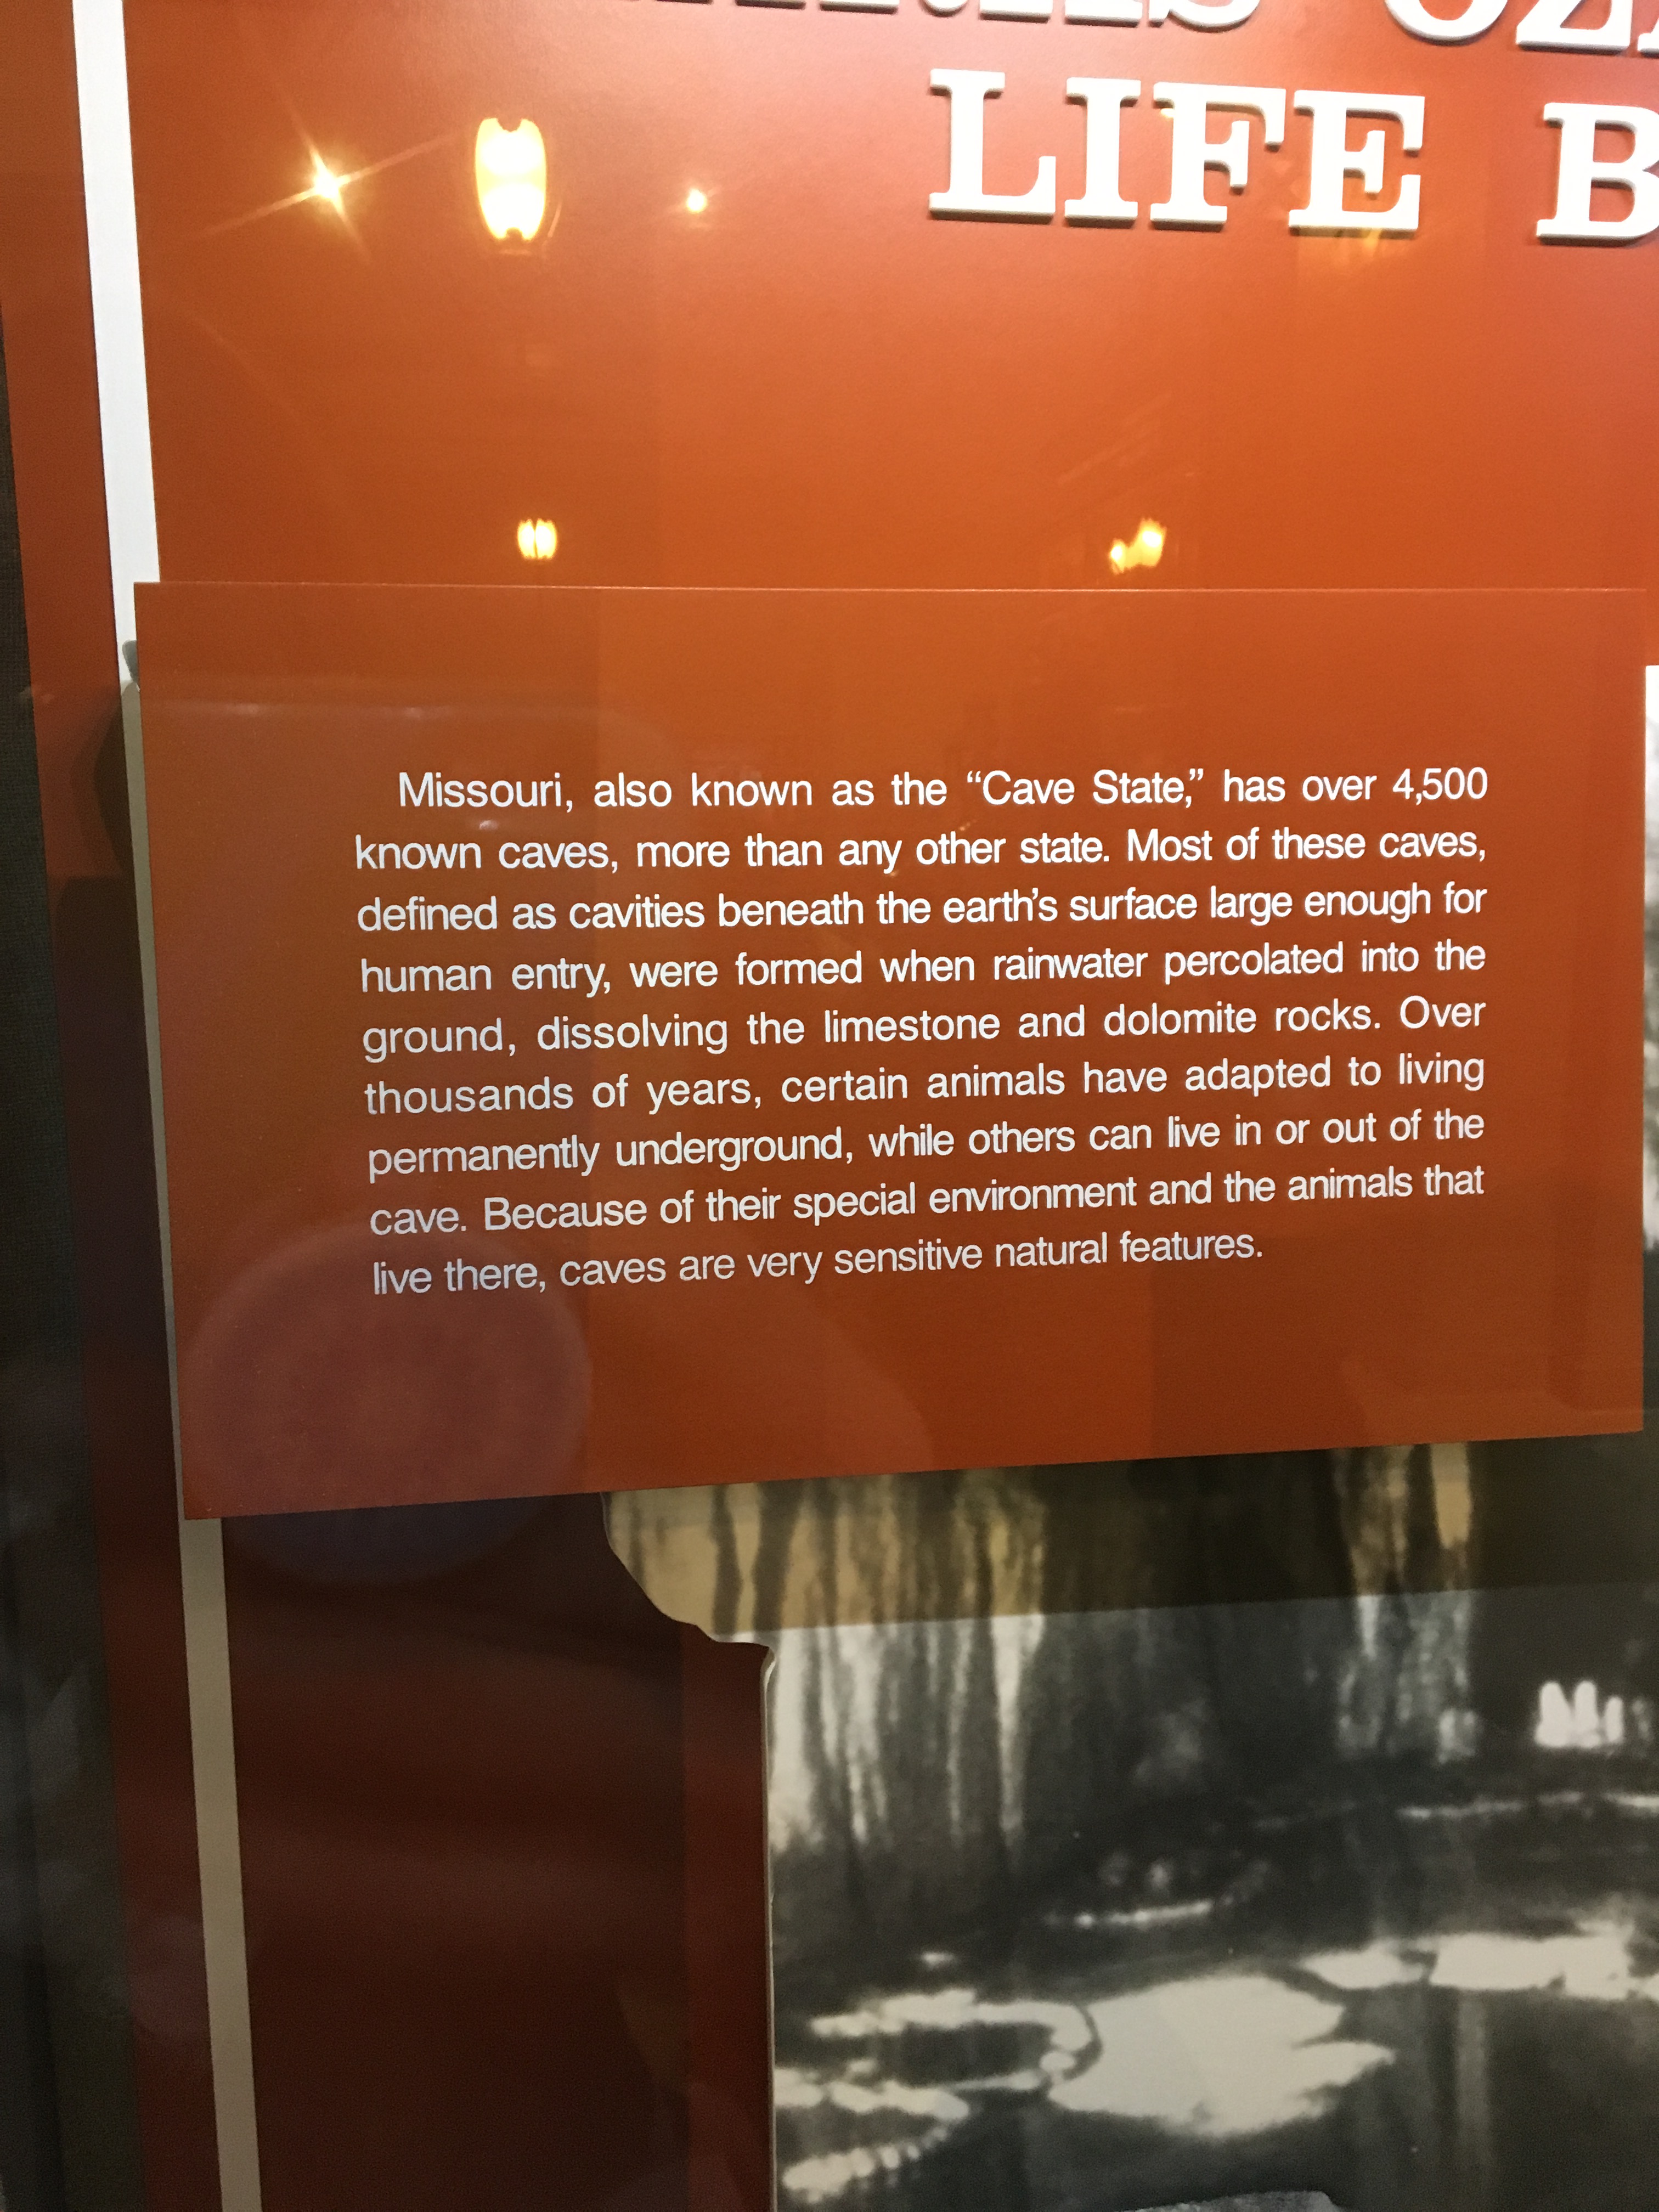 LIFE
Missouri, also known as the “Cave State,” has over 4,500
known caves, more than any other state. Most of these caves,
defined as cavities beneath the earth’s surface large enough for
human entry, were formed when rainwater percolated into the
ground, dissolving the limestone and dolomite rocks. Over
thousands of years, certain animals have adapted to living
permanently underground, while others can live in or out of the
cave. Because of their special environment and the animals that
live there, caves are very sensitive natural features.